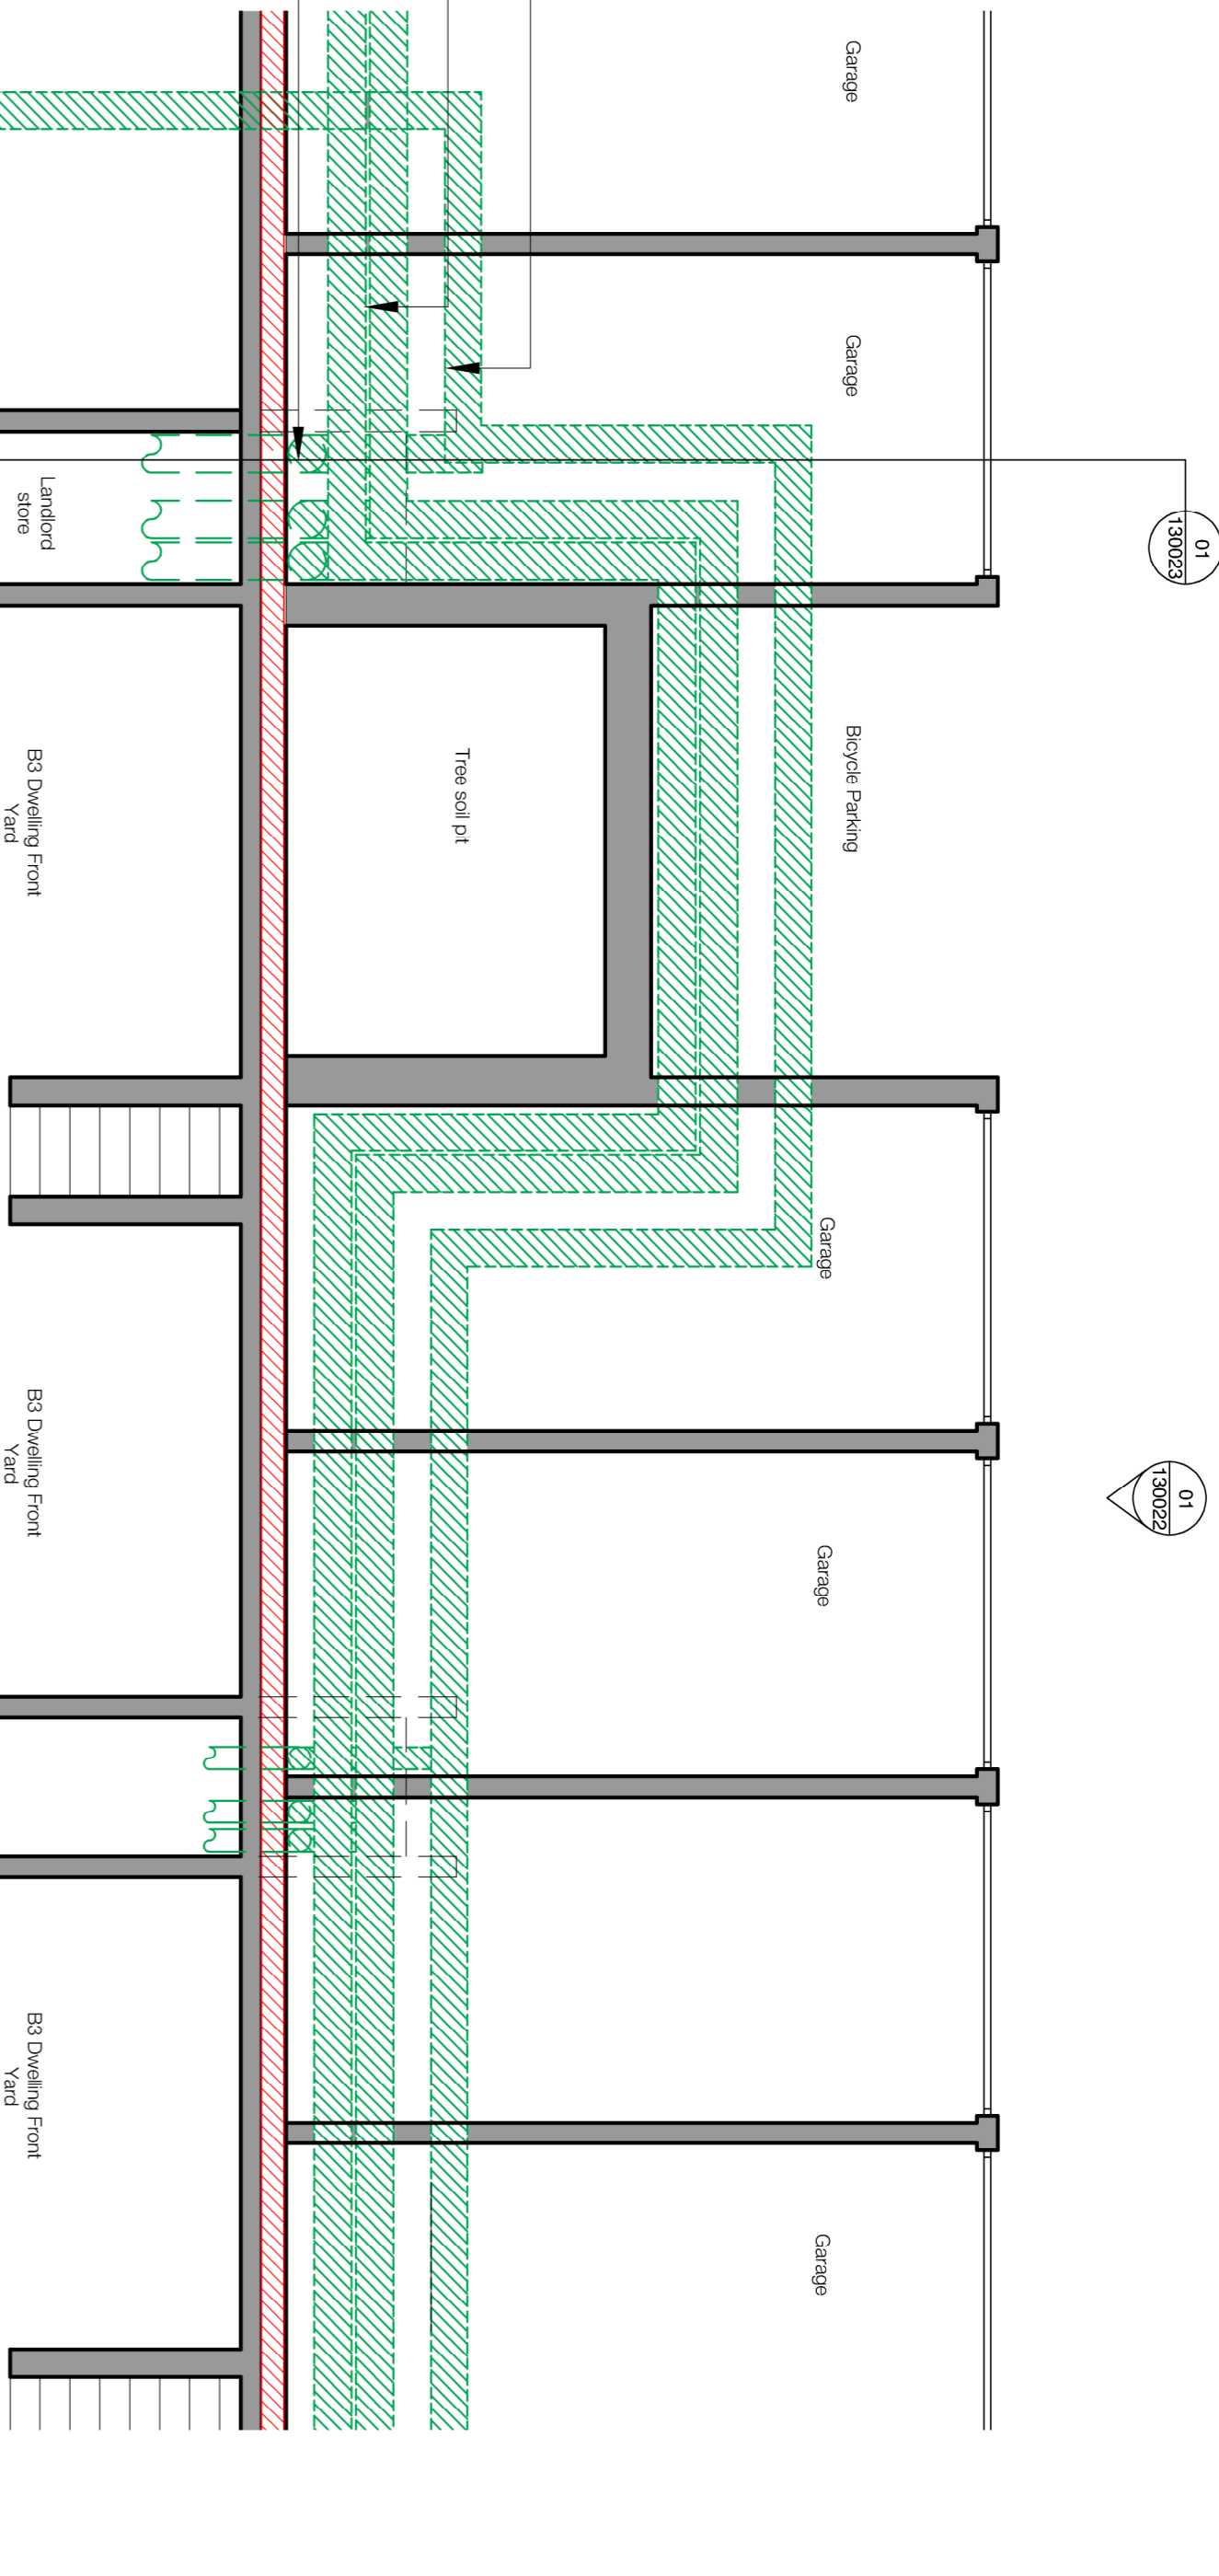 Garage
Garage
01
130023
Landlord
store
Bicycle Parking
Tree soil pit
B3 Dwelling Front
Yard
Garage
B3 Dwelling Front
Yard
01
130022
Garage
B3 Dwelling Front
Yard
Garage